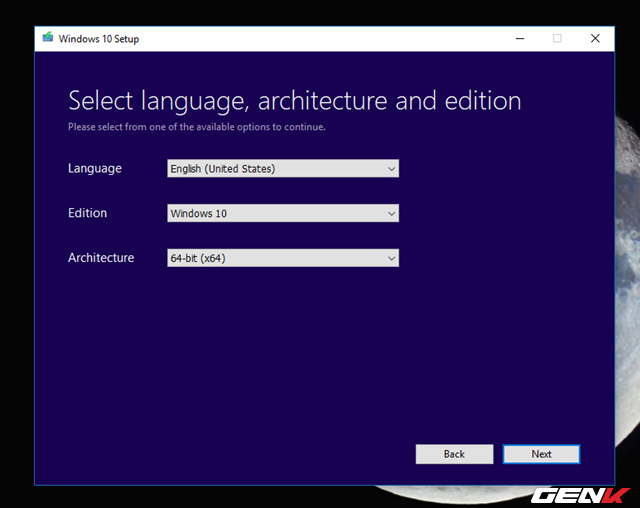 Windows 10 Setup
Select language, architecture and edition
Please select from one of the available options to continue.
Language
English (United States)
Edition
Windows 10
Architecture
64-bit (x64)
Back
Next
GENK